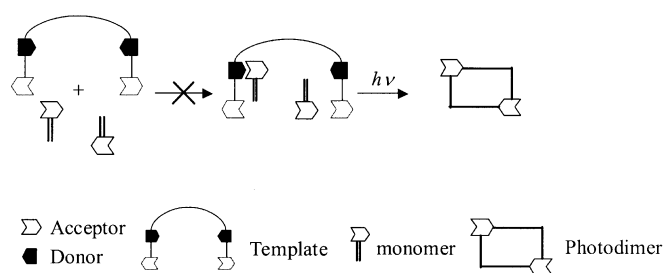 +
hν
Acceptor
Donor
Template
monomer
Photodimer